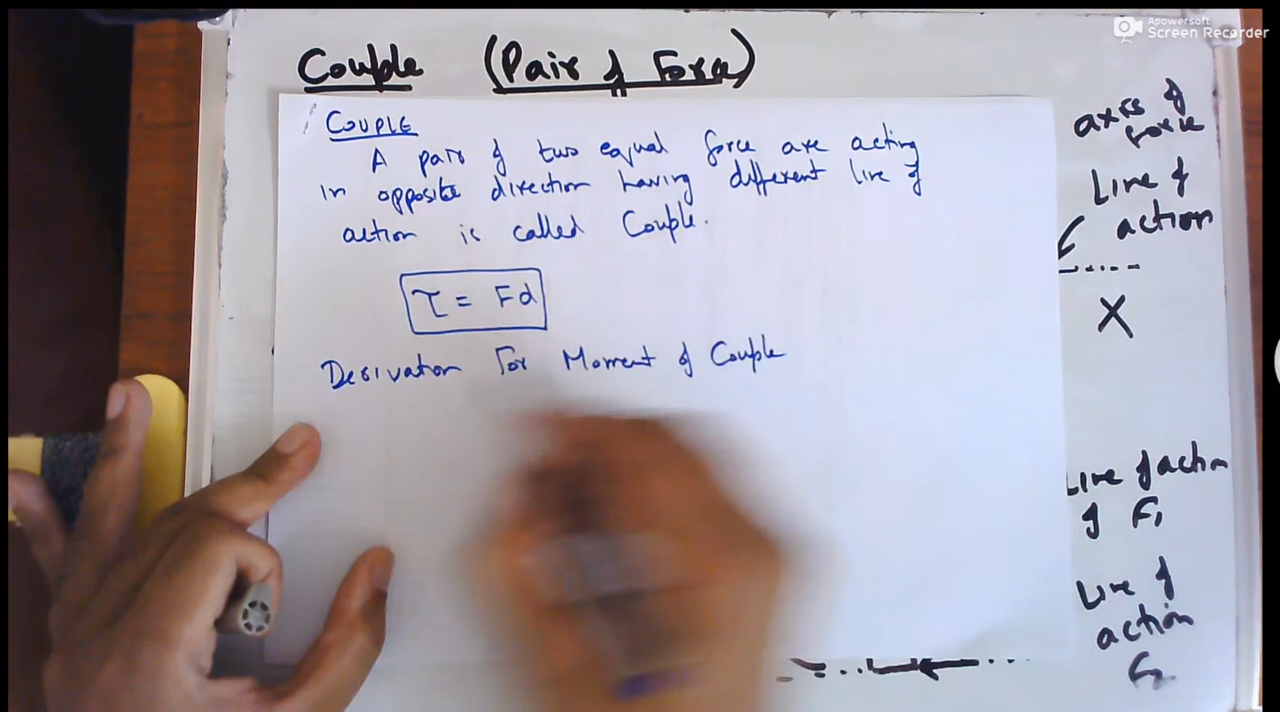 Apowersoft
Screen Recorder
Couple (Pair of Force)
COUPLE
A pair of two equal force are acting
in opposite direction having different line of
action is called Couple.
τ = Fd
Derivation For Moment of Couple
axis of
force
Line of
action
X
Line of action
of F₁
Line of
action
F₂